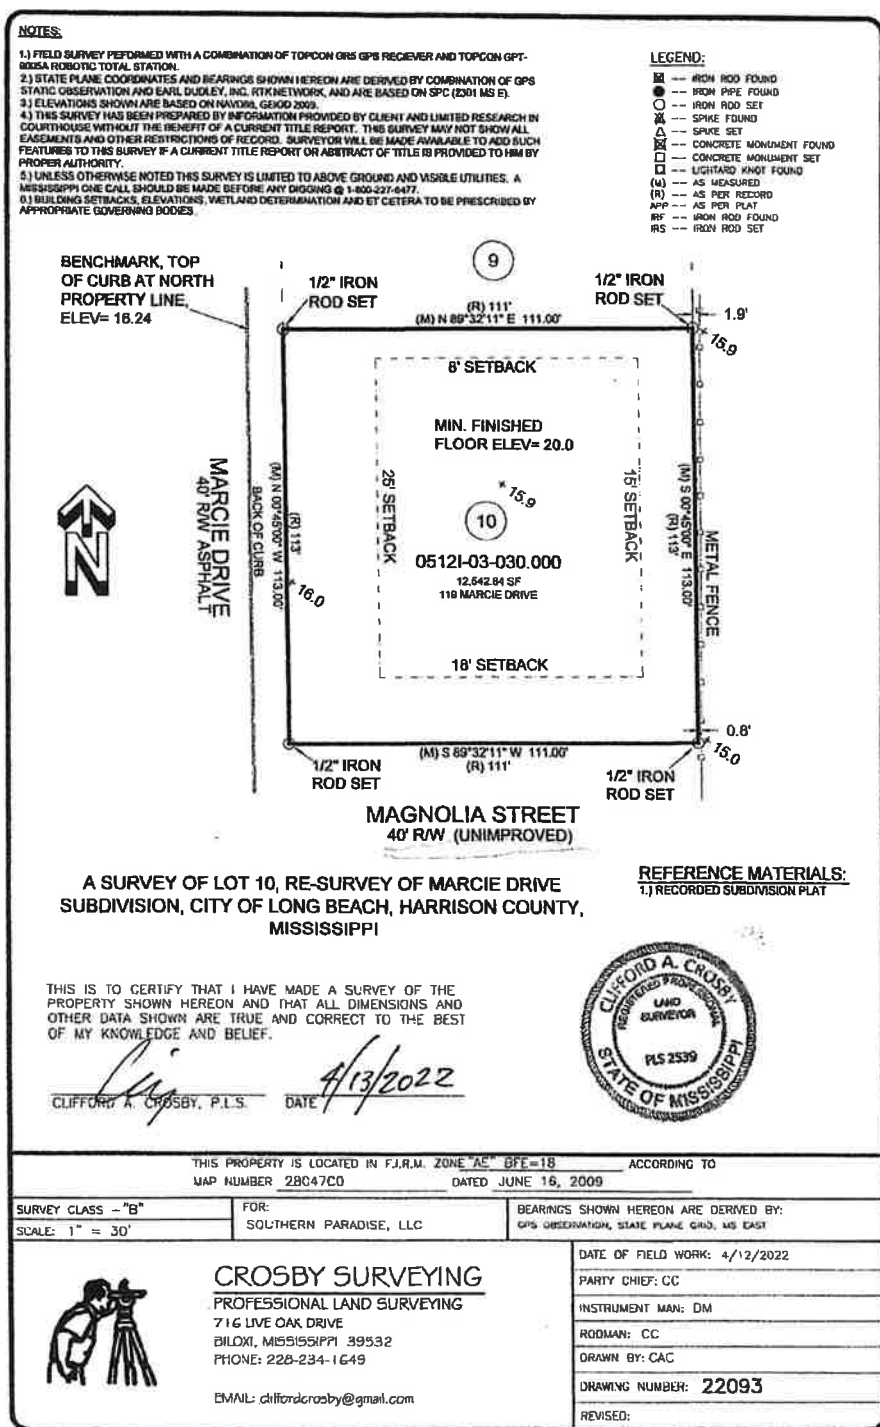 NOTES:
1.) FIELD SURVEY PEFORMED WITH A COMBINATION OF TOPCON GRS GPS RECIEVER AND TOPCON GPT-
9005A ROBOTIC TOTAL STATION.
2.) STATE PLANE COORDINATES AND BEARINGS SHOWN HEREON ARE DERIVED BY COMBINATION OF GPS
STATIC OBSERVATION AND EARL DUDLEY, INC. RTK NETWORK, AND ARE BASED ON SPC (2301 MS E).
3.) ELEVATIONS SHOWN ARE BASED ON NAVD88, GEOID 2009.
4.) THIS SURVEY HAS BEEN PREPARED BY INFORMATION PROVIDED BY CLIENT AND LIMITED RESEARCH IN
COURTHOUSE WITHOUT THE BENEFIT OF A CURRENT TITLE REPORT. THIS SURVEY MAY NOT SHOW ALL
EASEMENTS AND OTHER RESTRICTIONS OF RECORD. SURVEYOR WILL BE MADE AVAILABLE TO ADD SUCH
FEATURES TO THIS SURVEY IF A CURRENT TITLE REPORT OR ABSTRACT OF TITLE IS PROVIDED TO HIM BY
PROPER AUTHORITY.
5.) UNLESS OTHERWISE NOTED THIS SURVEY IS LIMITED TO ABOVE GROUND AND VISIBLE UTILITIES. A
MISSISSIPPI ONE CALL SHOULD BE MADE BEFORE ANY DIGGING @ 1-800-227-6477.
6.) BUILDING SETBACKS, ELEVATIONS, WETLAND DETERMINATION AND ET CETERA TO BE PRESCRIBED BY
APPROPRIATE GOVERNING BODIES.
LEGEND:
-- IRON ROD FOUND
-- IRON PIPE FOUND
-- IRON ROD SET
-- SPIKE FOUND
-- SPIKE SET
-- CONCRETE MONUMENT FOUND
-- CONCRETE MONUMENT SET
-- LIGHTARD KNOT FOUND
(M) -- AS MEASURED
(R) -- AS PER RECORD
APP -- AS PER PLAT
IRF -- IRON ROD FOUND
IRS -- IRON ROD SET
BENCHMARK, TOP
OF CURB AT NORTH
PROPERTY LINE,
ELEV= 16.24
1/2" IRON
ROD SET
9
1/2" IRON
ROD SET
(R) 111'
(M) N 89°32'11" E 111.00'
1.9'
15.9
8' SETBACK
MIN. FINISHED
FLOOR ELEV= 20.0
15.9
10
0512I-03-030.000
12,542.84 SF
118 MARCIE DRIVE
25' SETBACK
15' SETBACK
18' SETBACK
MARCIE DRIVE
40' R/W ASPHALT
BACK OF CURB
(M) N 00°45'00" W 113.00'
(R) 113'
16.0
(M) S 00°45'00" E 113.00'
(R) 113'
METAL FENCE
N
0.8'
15.0
1/2" IRON
ROD SET
(M) S 89°32'11" W 111.00'
(R) 111'
1/2" IRON
ROD SET
MAGNOLIA STREET
40' R/W (UNIMPROVED)
A SURVEY OF LOT 10, RE-SURVEY OF MARCIE DRIVE
SUBDIVISION, CITY OF LONG BEACH, HARRISON COUNTY,
MISSISSIPPI
REFERENCE MATERIALS:
1.) RECORDED SUBDIVISION PLAT
THIS IS TO CERTIFY THAT I HAVE MADE A SURVEY OF THE
PROPERTY SHOWN HEREON AND THAT ALL DIMENSIONS AND
OTHER DATA SHOWN ARE TRUE AND CORRECT TO THE BEST
OF MY KNOWLEDGE AND BELIEF.
CLIFFORD A. CROSBY, P.L.S. DATE 4/13/2022
CLIFFORD A. CROSBY
REGISTERED PROFESSIONAL
LAND
SURVEYOR
PLS 2539
STATE OF MISSISSIPPI
THIS PROPERTY IS LOCATED IN F.I.R.M. ZONE "AE" BFE=18 ACCORDING TO
MAP NUMBER 28047C0 DATED JUNE 16, 2009
SURVEY CLASS - "B"
SCALE: 1" = 30'
FOR:
SOUTHERN PARADISE, LLC
BEARINGS SHOWN HEREON ARE DERIVED BY:
GPS OBSERVATION, STATE PLANE GRID, MS EAST
CROSBY SURVEYING
PROFESSIONAL LAND SURVEYING
716 LIVE OAK DRIVE
BILOXI, MISSISSIPPI 39532
PHONE: 228-234-1649
EMAIL: cliffordcrosby@gmail.com
DATE OF FIELD WORK: 4/12/2022
PARTY CHIEF: CC
INSTRUMENT MAN: DM
RODMAN: CC
DRAWN BY: CAC
DRAWING NUMBER: 22093
REVISED: